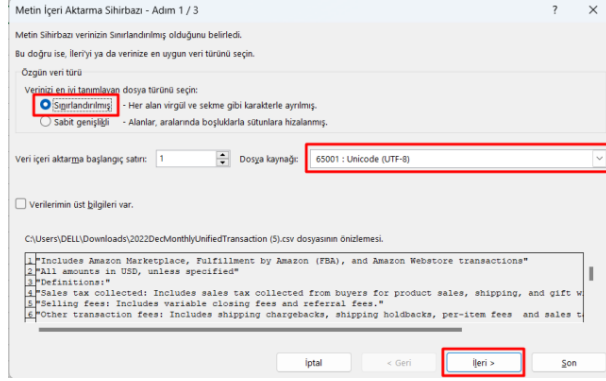 Metin İçeri Aktarma Sihirbazı - Adım 1 / 3
Metin Sihirbazı verinizin Sınırlandırılmış olduğunu belirledi.
Bu doğru ise, İleri'yi ya da verinize en uygun veri türünü seçin.
Özgün veri türü
Verinizi en iyi tanımlayan dosya türünü seçin:
Sınırlandırılmış - Her alan virgül ve sekme gibi karakterle ayrılmış.
Sabit genişlikli - Alanlar, aralarında boşluklarla sütunlara hizalanmış.
Veri içeri aktarma başlangıç satırı: 1 Dosya kaynağı: 65001 : Unicode (UTF-8)
Verilerimin üst bilgileri var.
C:\Users\DELL\Downloads\2022DecMonthlyUnifiedTransaction (5).csv dosyasının önizlemesi.
1 "Includes Amazon Marketplace, Fulfillment by Amazon (FBA), and Amazon Webstore transactions"
2 "All amounts in USD, unless specified"
3 "Definitions:"
4 "Sales tax collected: Includes sales tax collected from buyers for product sales, shipping, and gift w
5 "Selling fees: Includes variable closing fees and referral fees."
6 "Other transaction fees: Includes shipping chargebacks, shipping holdbacks, per-item fees and sales t
İptal < Geri İleri > Son